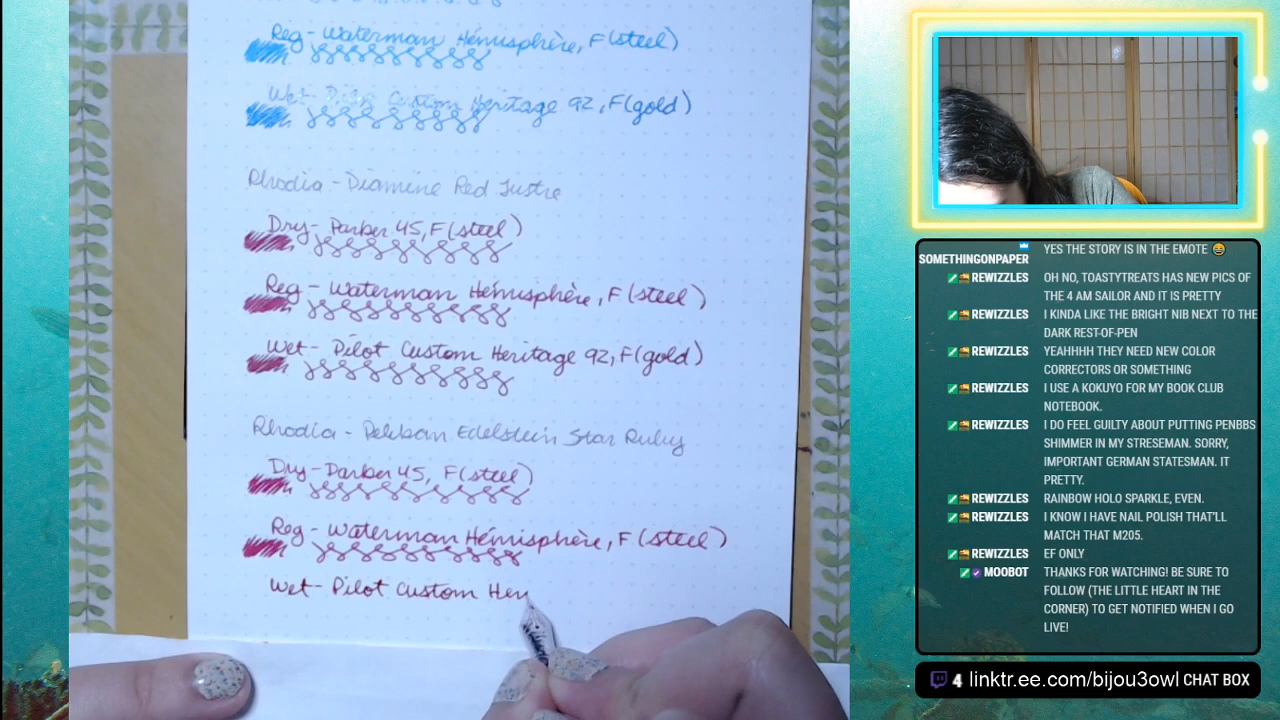 Reg - Waterman Hémisphère, F (steel)
Wet - Pilot Custom Heritage 92, F (gold)
Rhodia - Diamine Red Lustre
Dry - Parker 45, F (steel)
Reg - Waterman Hémisphère, F (steel)
Wet - Pilot Custom Heritage 92, F (gold)
Rhodia - Pelikan Edelstein Star Ruby
Dry - Parker 45, F (steel)
Reg - Waterman Hémisphère, F (steel)
Wet - Pilot Custom Her
SOMETHINGONPAPER YES THE STORY IS IN THE EMOTE 😄
REWIZZLES OH NO, TOASTYTREATS HAS NEW PICS OF
THE 4 AM SAILOR AND IT IS PRETTY
REWIZZLES I KINDA LIKE THE BRIGHT NIB NEXT TO THE
DARK REST-OF-PEN
REWIZZLES YEAHHHH THEY NEED NEW COLOR
CORRECTORS OR SOMETHING
REWIZZLES I USE A KOKUYO FOR MY BOOK CLUB
NOTEBOOK.
REWIZZLES I DO FEEL GUILTY ABOUT PUTTING PENBBS
SHIMMER IN MY STRESEMAN. SORRY,
IMPORTANT GERMAN STATESMAN. IT
PRETTY.
REWIZZLES RAINBOW HOLO SPARKLE, EVEN.
REWIZZLES I KNOW I HAVE NAIL POLISH THAT'LL
MATCH THAT M205.
REWIZZLES EF ONLY
MOOBOT THANKS FOR WATCHING! BE SURE TO
FOLLOW (THE LITTLE HEART IN THE
CORNER) TO GET NOTIFIED WHEN I GO
LIVE!
4 linktr.ee.com/bijou3owl CHAT BOX